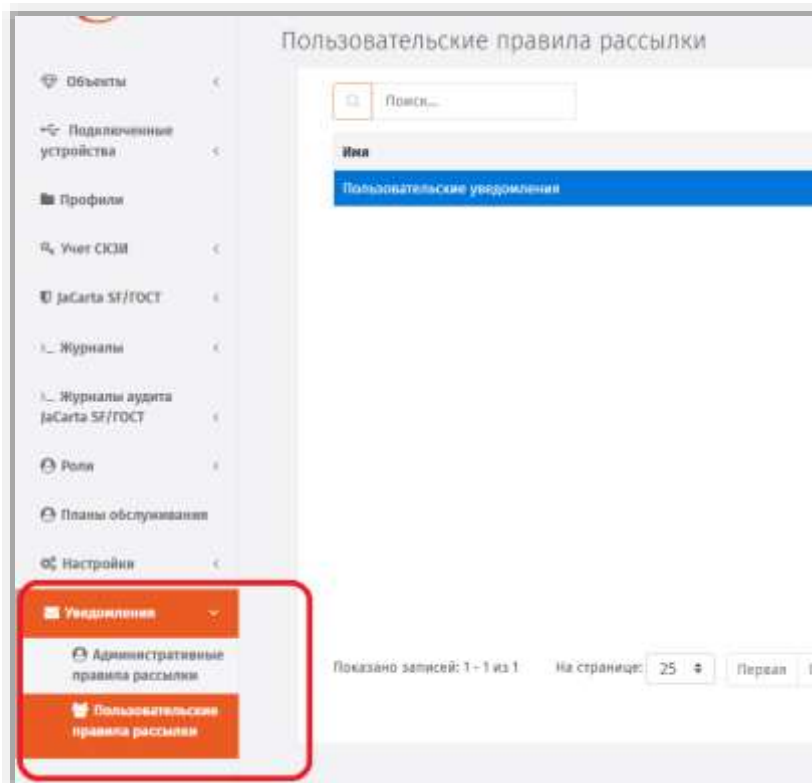 Пользовательские правила рассылки
Объекты
Поиск...
Подключенные
устройства
Имя
Пользовательские уведомления
Профили
Учет СКЗИ
JaCarta SF/ГОСТ
Журналы
Журналы аудита
JaCarta SF/ГОСТ
Роли
Планы обслуживания
Настройки
Уведомления
Административные
правила рассылки
Показано записей: 1 - 1 из 1 На странице: 25 Первая
Пользовательские
правила рассылки